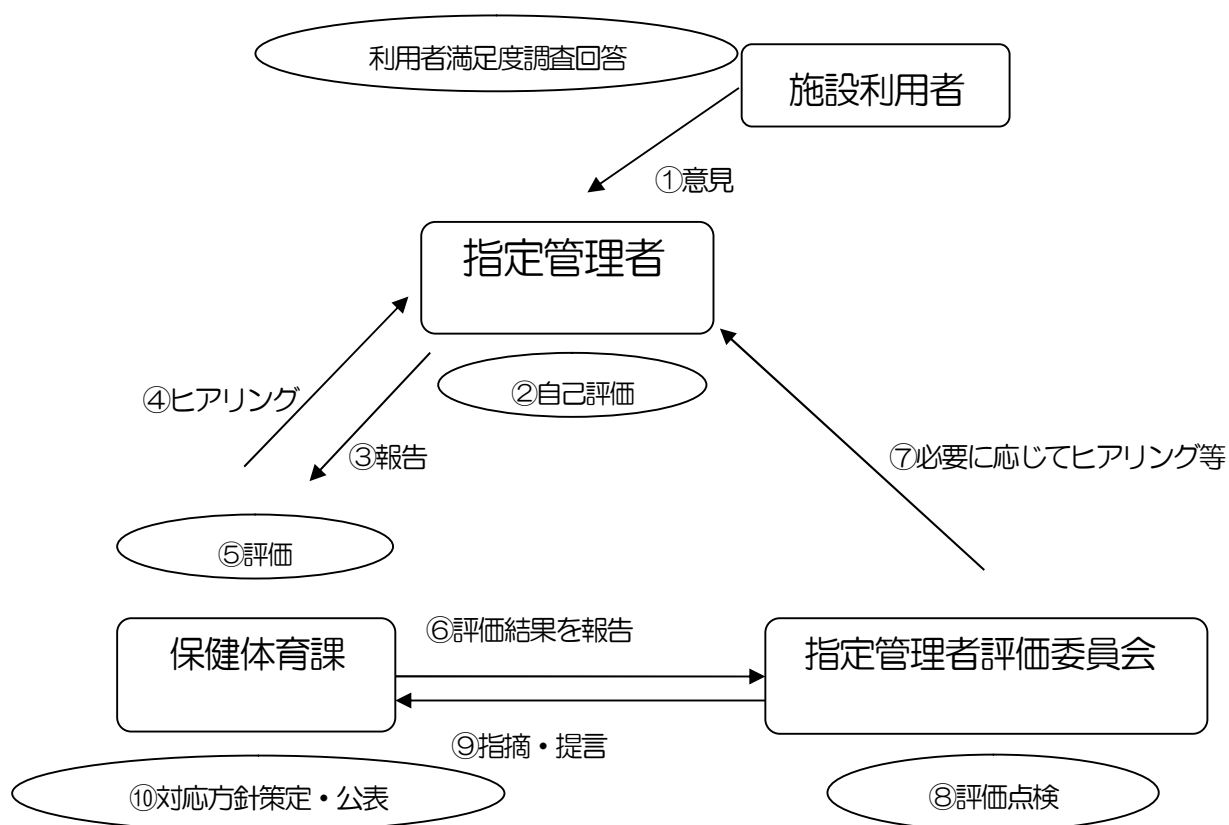 利用者満足度調査回答
施設利用者
①意見
指定管理者
②自己評価
④ヒアリング
③報告
⑦必要に応じてヒアリング等
⑤評価
⑥評価結果を報告
保健体育課
指定管理者評価委員会
⑨指摘・提言
⑩対応方針策定・公表
⑧評価点検